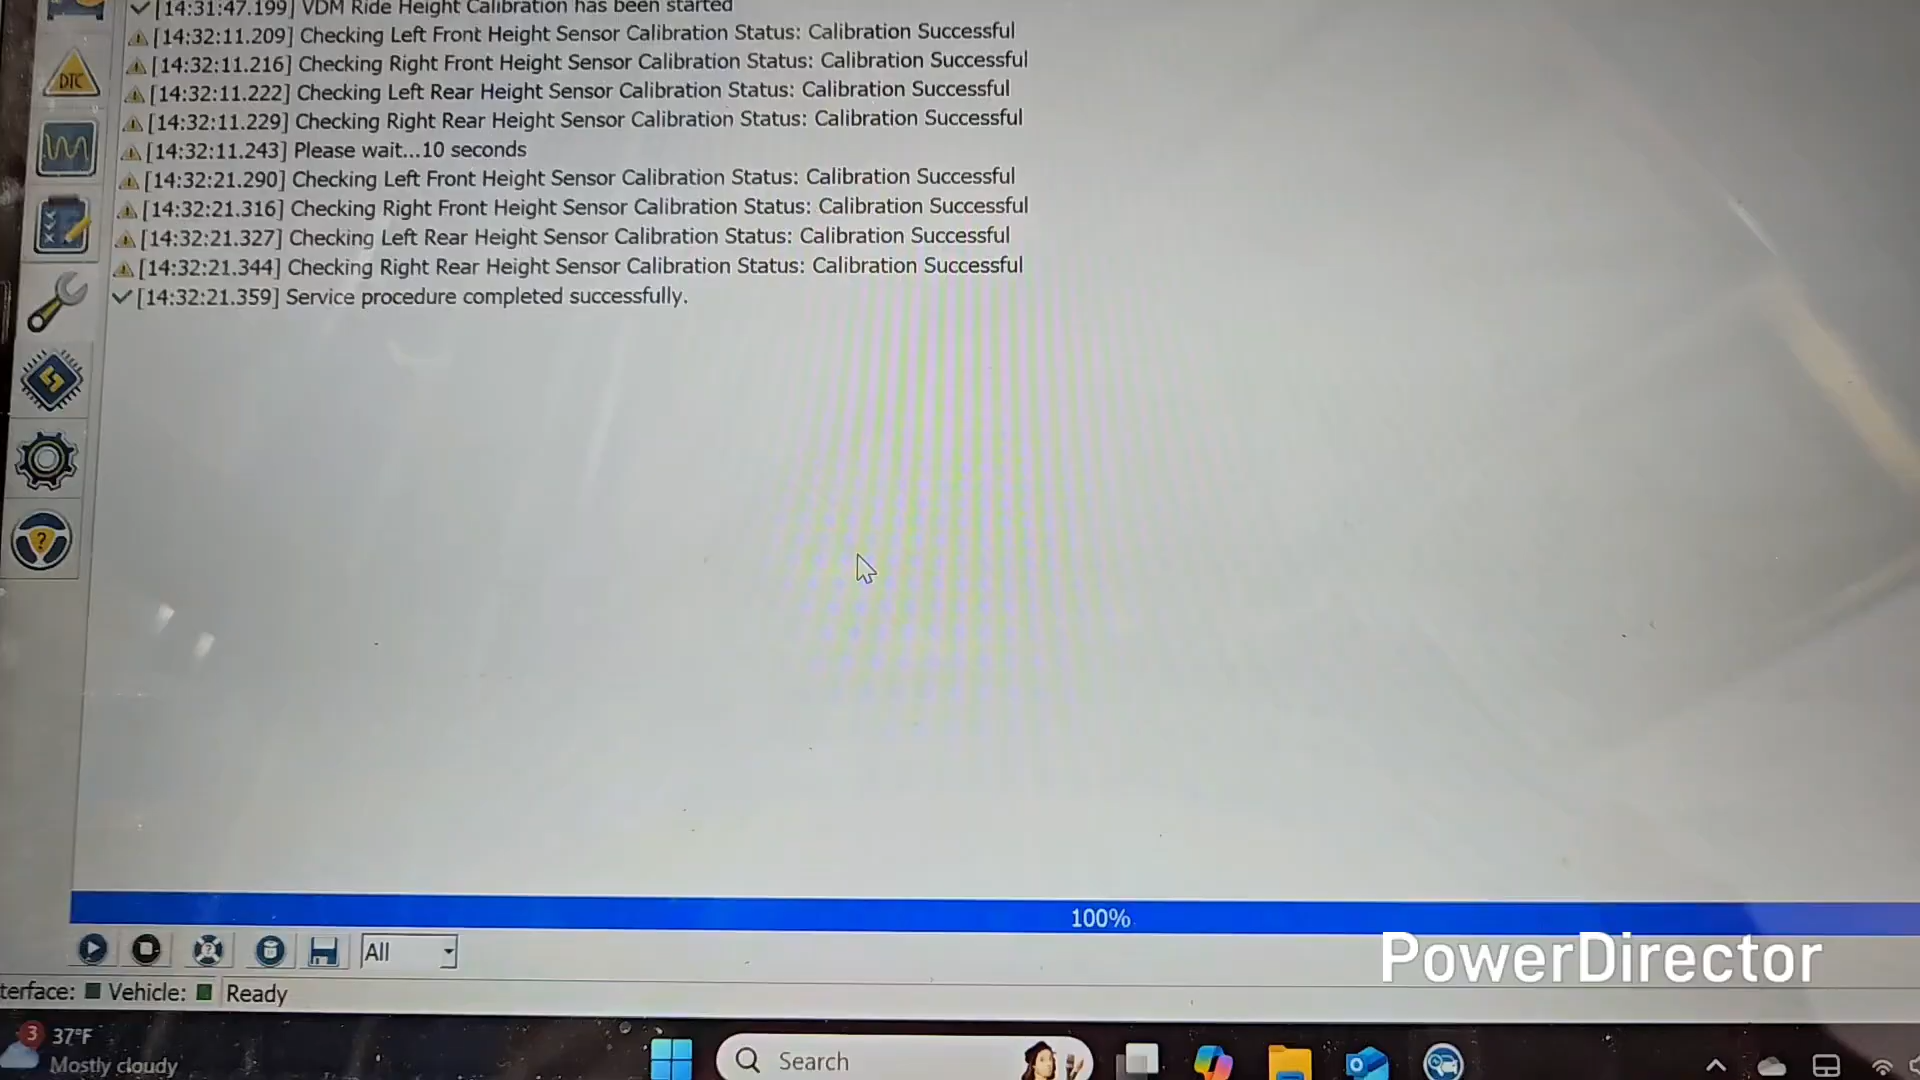 [14:31:47.199] VDM Ride Height Calibration has been started
[14:32:11.209] Checking Left Front Height Sensor Calibration Status: Calibration Successful
[14:32:11.216] Checking Right Front Height Sensor Calibration Status: Calibration Successful
[14:32:11.222] Checking Left Rear Height Sensor Calibration Status: Calibration Successful
[14:32:11.229] Checking Right Rear Height Sensor Calibration Status: Calibration Successful
[14:32:11.243] Please wait...10 seconds
[14:32:21.290] Checking Left Front Height Sensor Calibration Status: Calibration Successful
[14:32:21.316] Checking Right Front Height Sensor Calibration Status: Calibration Successful
[14:32:21.327] Checking Left Rear Height Sensor Calibration Status: Calibration Successful
[14:32:21.344] Checking Right Rear Height Sensor Calibration Status: Calibration Successful
[14:32:21.359] Service procedure completed successfully.
DTC
?
100%
?
All
PowerDirector
terface: Vehicle: Ready
3
37°F
Mostly cloudy
Search